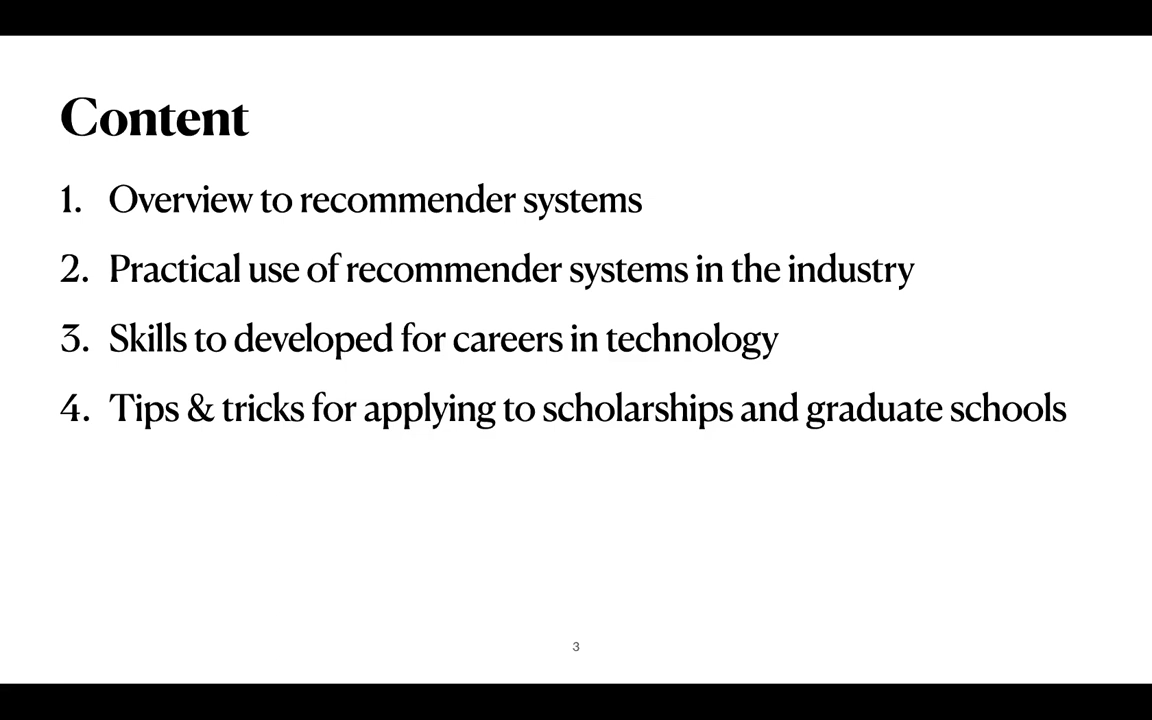 Content
1. Overview to recommender systems
2. Practical use of recommender systems in the industry
3. Skills to developed for careers in technology
4. Tips & tricks for applying to scholarships and graduate schools
3